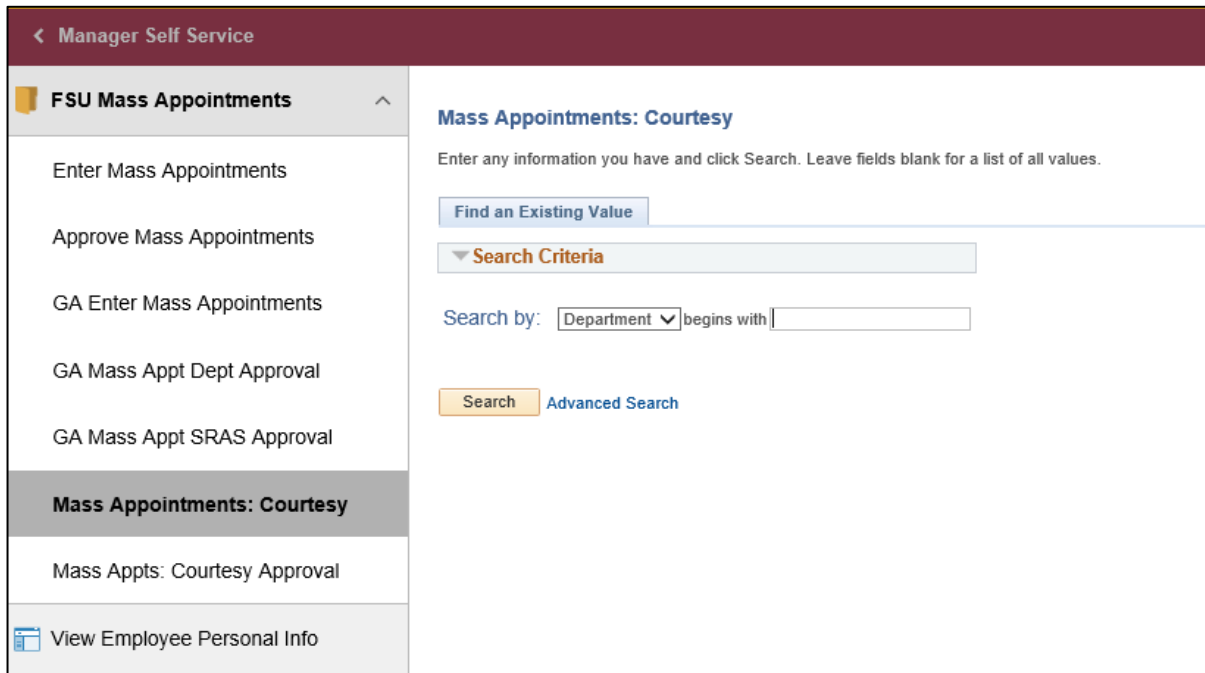 Manager Self Service
FSU Mass Appointments
Enter Mass Appointments
Approve Mass Appointments
GA Enter Mass Appointments
GA Mass Appt Dept Approval
GA Mass Appt SRAS Approval
Mass Appointments: Courtesy
Mass Appts: Courtesy Approval
View Employee Personal Info
Mass Appointments: Courtesy
Enter any information you have and click Search. Leave fields blank for a list of all values.
Find an Existing Value
Search Criteria
Search by: Department begins with
Search Advanced Search